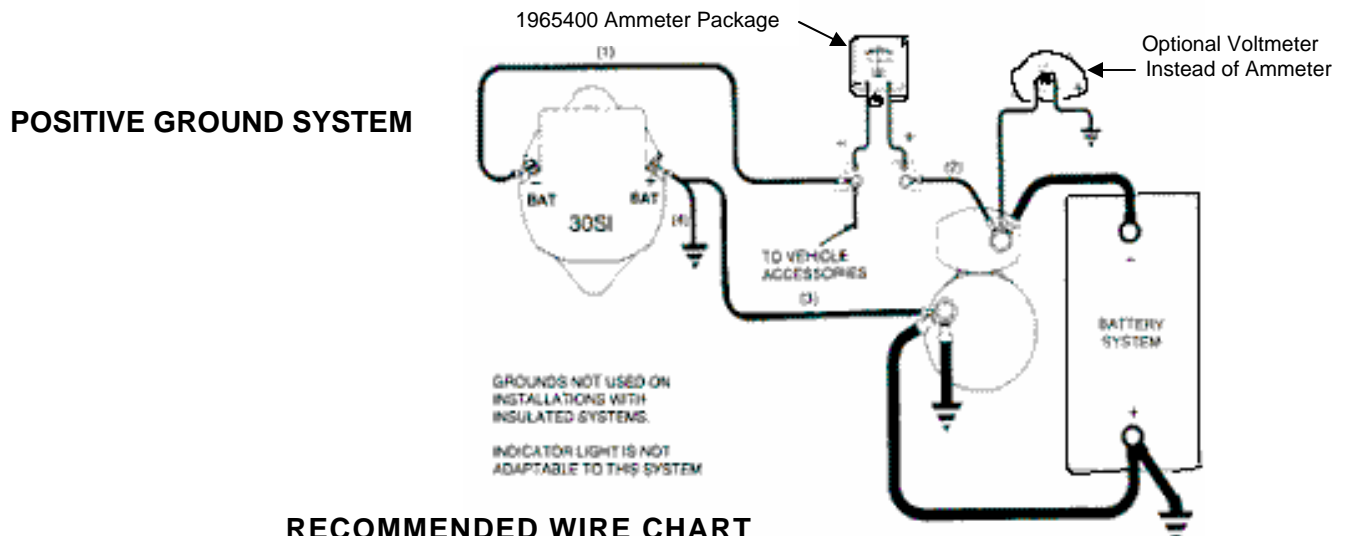 1965400 Ammeter Package
Optional Voltmeter
Instead of Ammeter
POSITIVE GROUND SYSTEM
(1)
-
+
(2)
-
BAT
+
BAT
30SI
(4)
TO VEHICLE
ACCESSORIES
(3)
-
BATTERY
SYSTEM
+
GROUNDS NOT USED ON
INSTALLATIONS WITH
INSULATED SYSTEMS.
INDICATOR LIGHT IS NOT
ADAPTABLE TO THIS SYSTEM
RECOMMENDED WIRE CHART